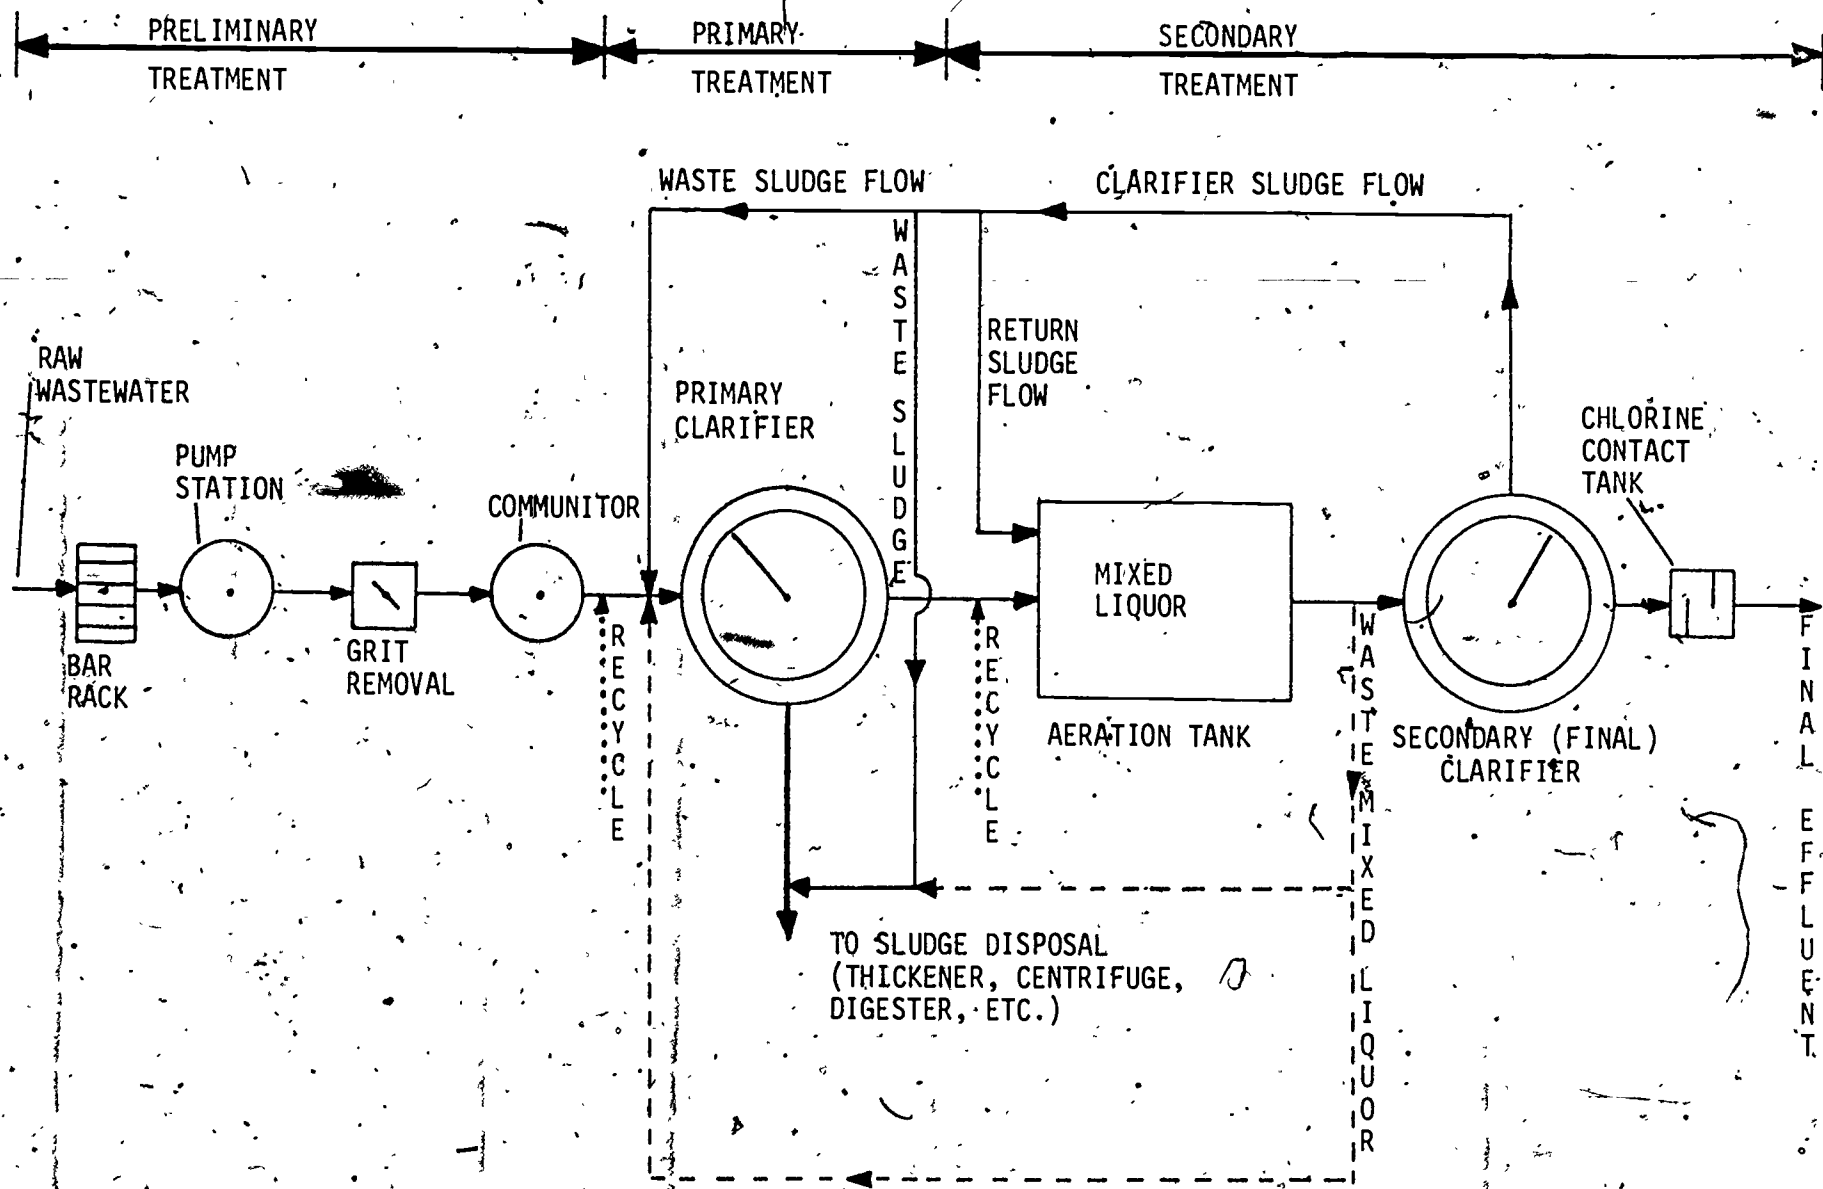 PRELIMINARY
TREATMENT
PRIMARY
TREATMENT
SECONDARY
TREATMENT
WASTE SLUDGE FLOW
CLARIFIER SLUDGE FLOW
WASTE SLUDGE
RETURN
SLUDGE
FLOW
RAW
WASTEWATER
PRIMARY
CLARIFIER
CHLORINE
CONTACT
TANK
PUMP
STATION
COMMUNITOR
MIXED
LIQUOR
BAR
RACK
GRIT
REMOVAL
RECYCLE
RECYCLE
AERATION TANK
WASTE MIXED LIQUOR
SECONDARY (FINAL)
CLARIFIER
FINAL EFFLUENT
TO SLUDGE DISPOSAL
(THICKENER, CENTRIFUGE,
DIGESTER, ETC.)